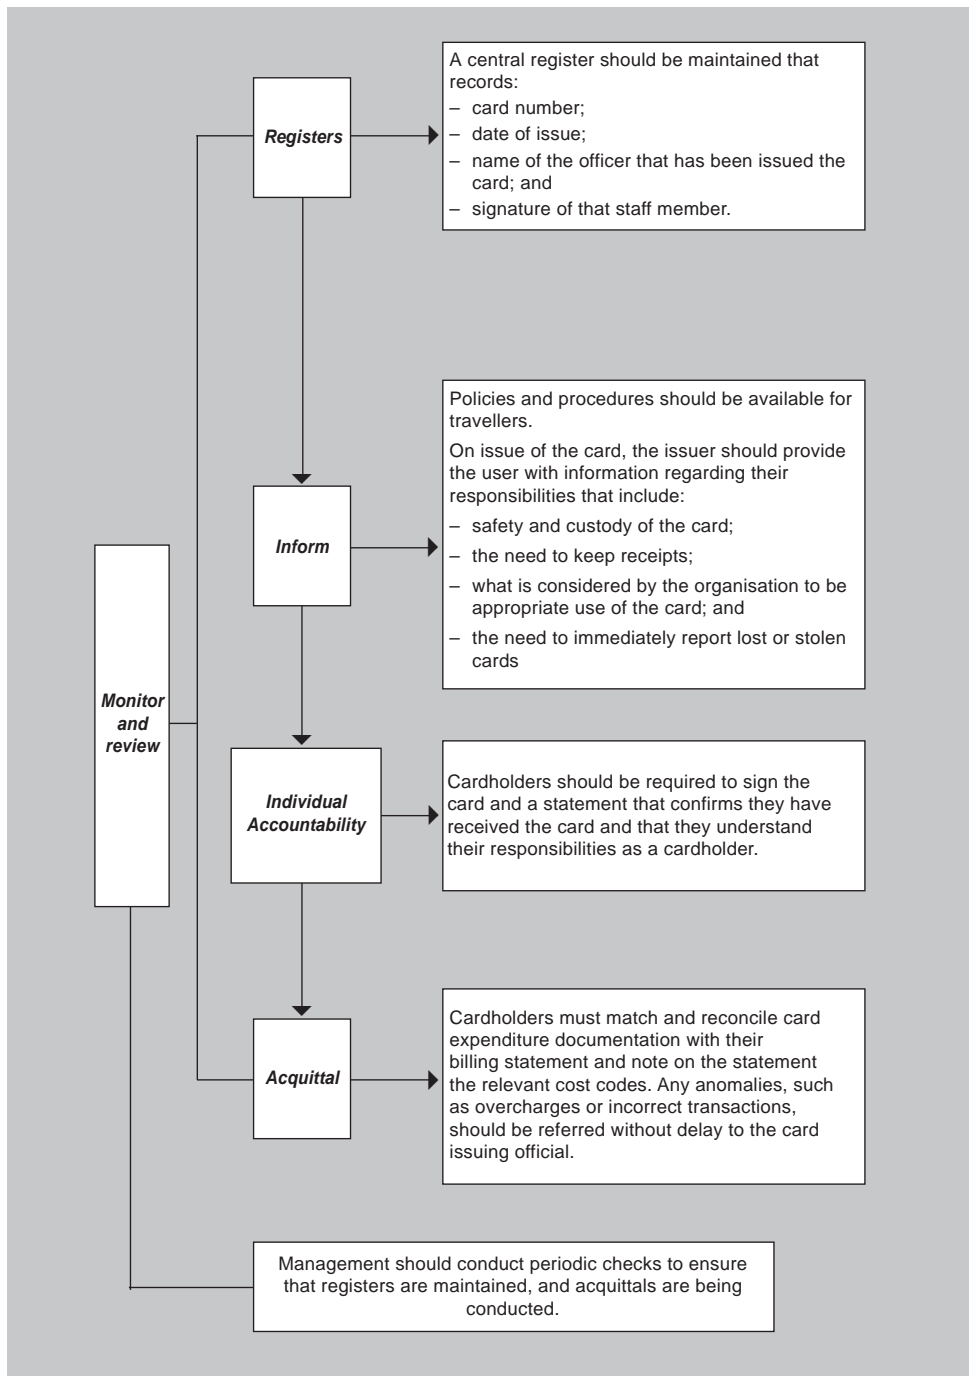 A central register should be maintained that
records:
– card number;
– date of issue;
– name of the officer that has been issued the
card; and
– signature of that staff member.
Registers
Policies and procedures should be available for
travellers.
On issue of the card, the issuer should provide
the user with information regarding their
responsibilities that include:
– safety and custody of the card;
– the need to keep receipts;
– what is considered by the organisation to be
appropriate use of the card; and
– the need to immediately report lost or stolen
cards
Inform
Monitor
and
review
Individual
Accountability
Cardholders should be required to sign the
card and a statement that confirms they have
received the card and that they understand
their responsibilities as a cardholder.
Acquittal
Cardholders must match and reconcile card
expenditure documentation with their
billing statement and note on the statement
the relevant cost codes. Any anomalies, such
as overcharges or incorrect transactions,
should be referred without delay to the card
issuing official.
Management should conduct periodic checks to ensure
that registers are maintained, and acquittals are being
conducted.